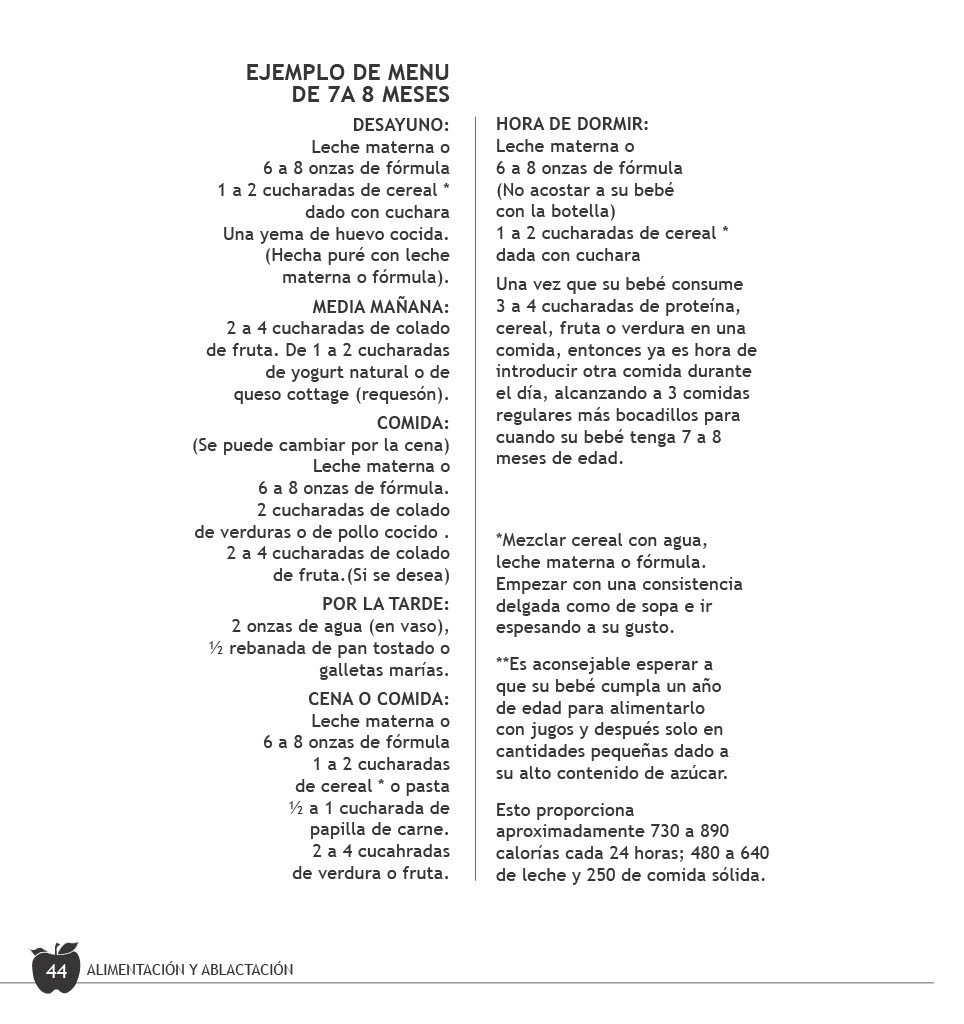 EJEMPLO DE MENU
DE 7A 8 MESES
DESAYUNO:
Leche materna o
6 a 8 onzas de fórmula
1 a 2 cucharadas de cereal *
dado con cuchara
Una yema de huevo cocida.
(Hecha puré con leche
materna o fórmula).
MEDIA MAÑANA:
2 a 4 cucharadas de colado
de fruta. De 1 a 2 cucharadas
de yogurt natural o de
queso cottage (requesón).
COMIDA:
(Se puede cambiar por la cena)
Leche materna o
6 a 8 onzas de fórmula.
2 cucharadas de colado
de verduras o de pollo cocido .
2 a 4 cucharadas de colado
de fruta.(Si se desea)
POR LA TARDE:
2 onzas de agua (en vaso),
½ rebanada de pan tostado o
galletas marías.
CENA O COMIDA:
Leche materna o
6 a 8 onzas de fórmula
1 a 2 cucharadas
de cereal * o pasta
½ a 1 cucharada de
papilla de carne.
2 a 4 cucahradas
de verdura o fruta.
HORA DE DORMIR:
Leche materna o
6 a 8 onzas de fórmula
(No acostar a su bebé
con la botella)
1 a 2 cucharadas de cereal *
dada con cuchara
Una vez que su bebé consume
3 a 4 cucharadas de proteína,
cereal, fruta o verdura en una
comida, entonces ya es hora de
introducir otra comida durante
el día, alcanzando a 3 comidas
regulares más bocadillos para
cuando su bebé tenga 7 a 8
meses de edad.
*Mezclar cereal con agua,
leche materna o fórmula.
Empezar con una consistencia
delgada como de sopa e ir
espesando a su gusto.
**Es aconsejable esperar a
que su bebé cumpla un año
de edad para alimentarlo
con jugos y después solo en
cantidades pequeñas dado a
su alto contenido de azúcar.
Esto proporciona
aproximadamente 730 a 890
calorías cada 24 horas; 480 a 640
de leche y 250 de comida sólida.
44 ALIMENTACIÓN Y ABLACTACIÓN